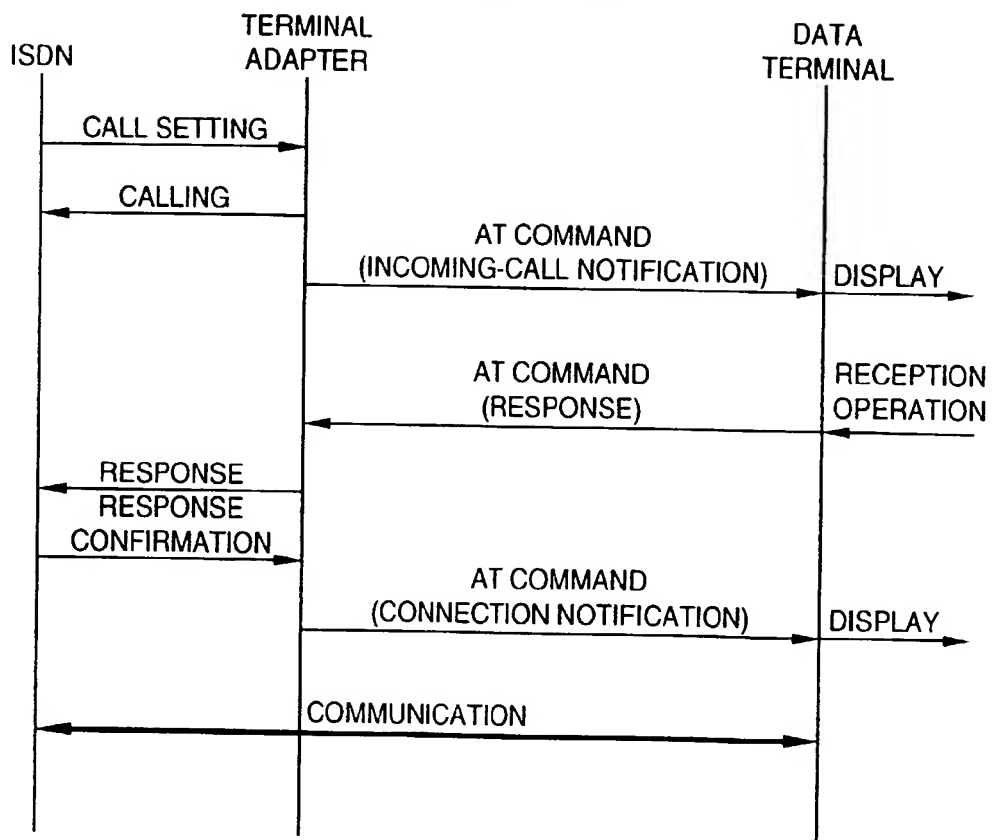 ISDN
TERMINAL
ADAPTER
DATA
TERMINAL
CALL SETTING
CALLING
AT COMMAND
(INCOMING-CALL NOTIFICATION)
DISPLAY
AT COMMAND
(RESPONSE)
RECEPTION
OPERATION
RESPONSE
RESPONSE
CONFIRMATION
AT COMMAND
(CONNECTION NOTIFICATION)
DISPLAY
COMMUNICATION